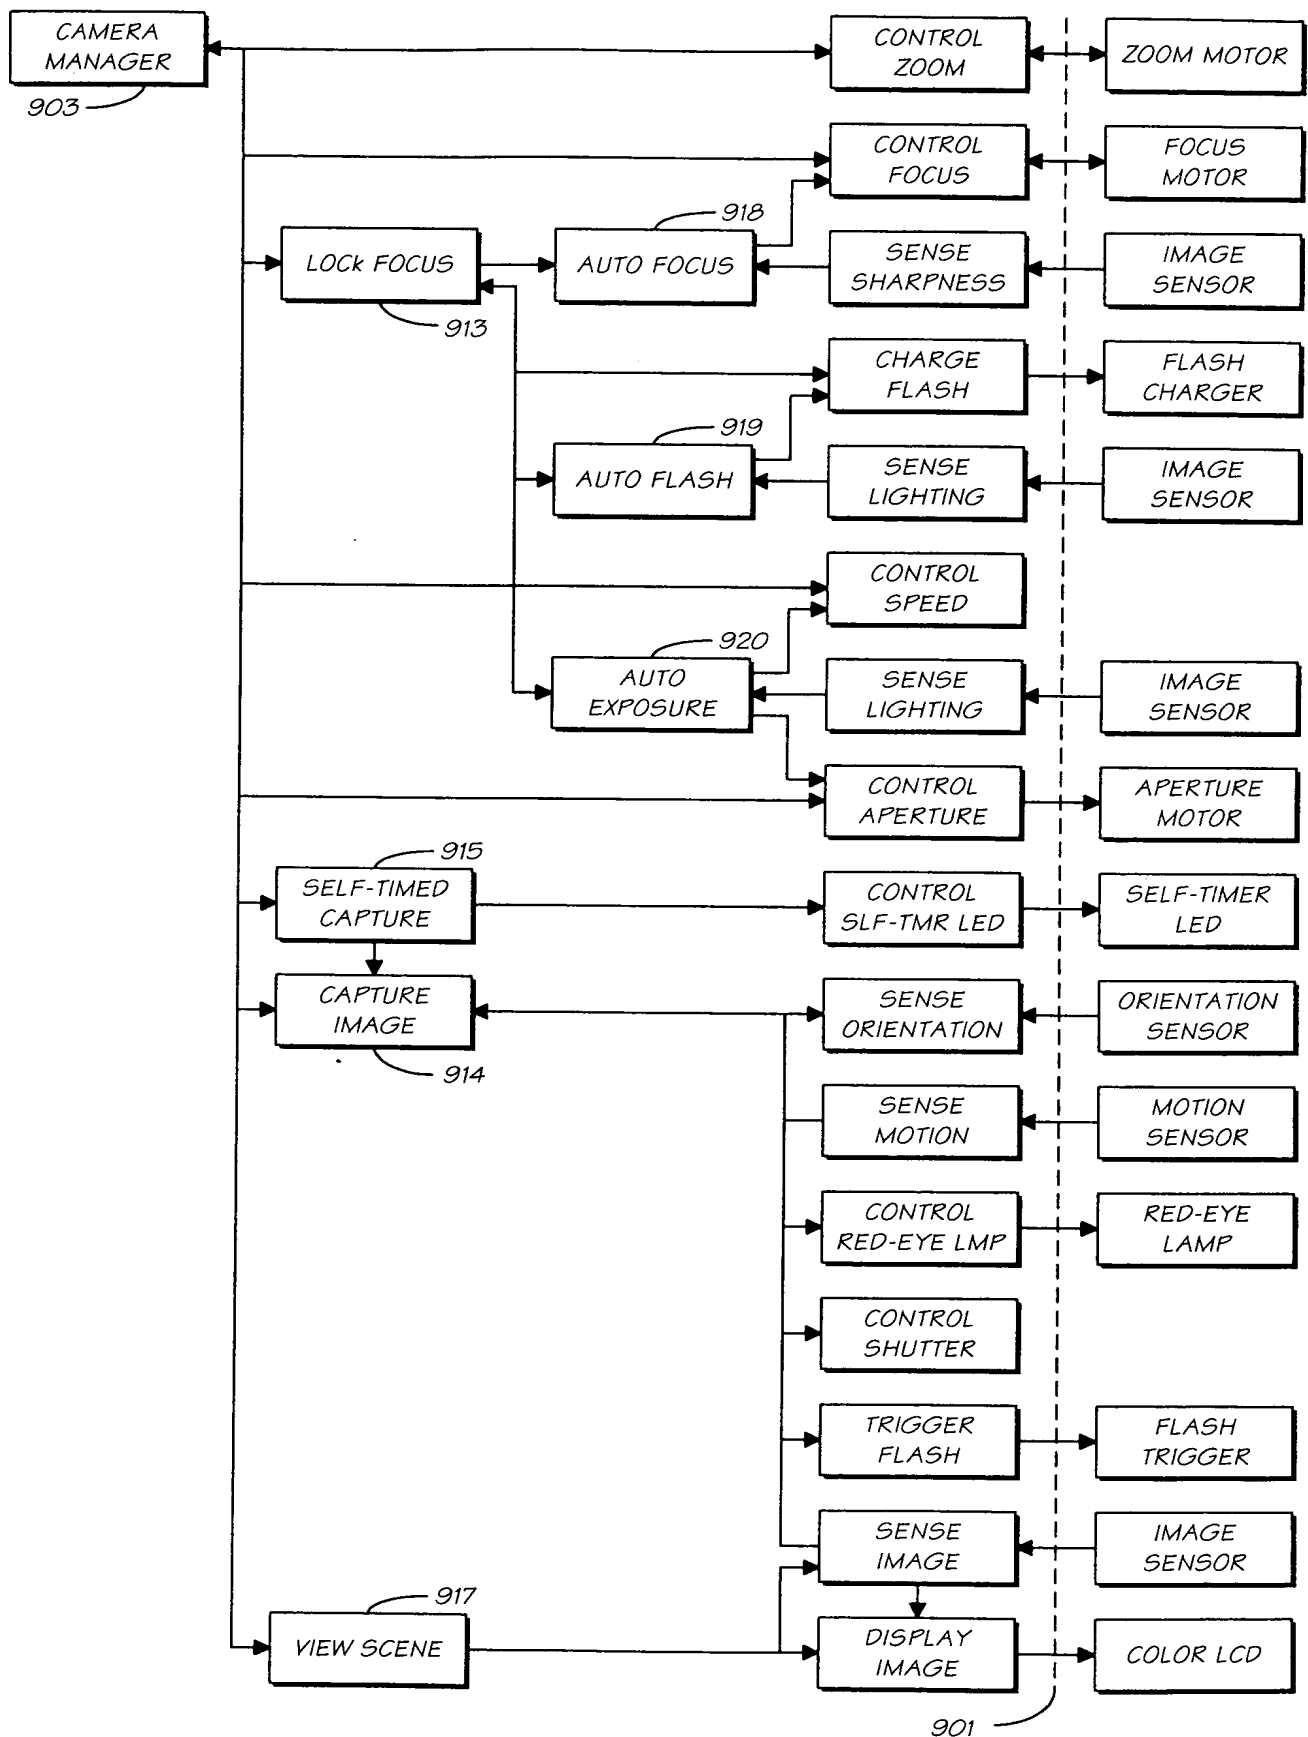 CAMERA
MANAGER
903
CONTROL
ZOOM
ZOOM MOTOR
CONTROL
FOCUS
FOCUS
MOTOR
918
LOCK FOCUS
913
AUTO FOCUS
SENSE
SHARPNESS
IMAGE
SENSOR
CHARGE
FLASH
FLASH
CHARGER
919
AUTO FLASH
SENSE
LIGHTING
IMAGE
SENSOR
CONTROL
SPEED
920
AUTO
EXPOSURE
SENSE
LIGHTING
IMAGE
SENSOR
CONTROL
APERTURE
APERTURE
MOTOR
915
SELF-TIMED
CAPTURE
CONTROL
SLF-TMR LED
SELF-TIMER
LED
CAPTURE
IMAGE
914
SENSE
ORIENTATION
ORIENTATION
SENSOR
SENSE
MOTION
MOTION
SENSOR
CONTROL
RED-EYE LMP
RED-EYE
LAMP
CONTROL
SHUTTER
TRIGGER
FLASH
FLASH
TRIGGER
SENSE
IMAGE
IMAGE
SENSOR
917
VIEW SCENE
DISPLAY
IMAGE
COLOR LCD
901